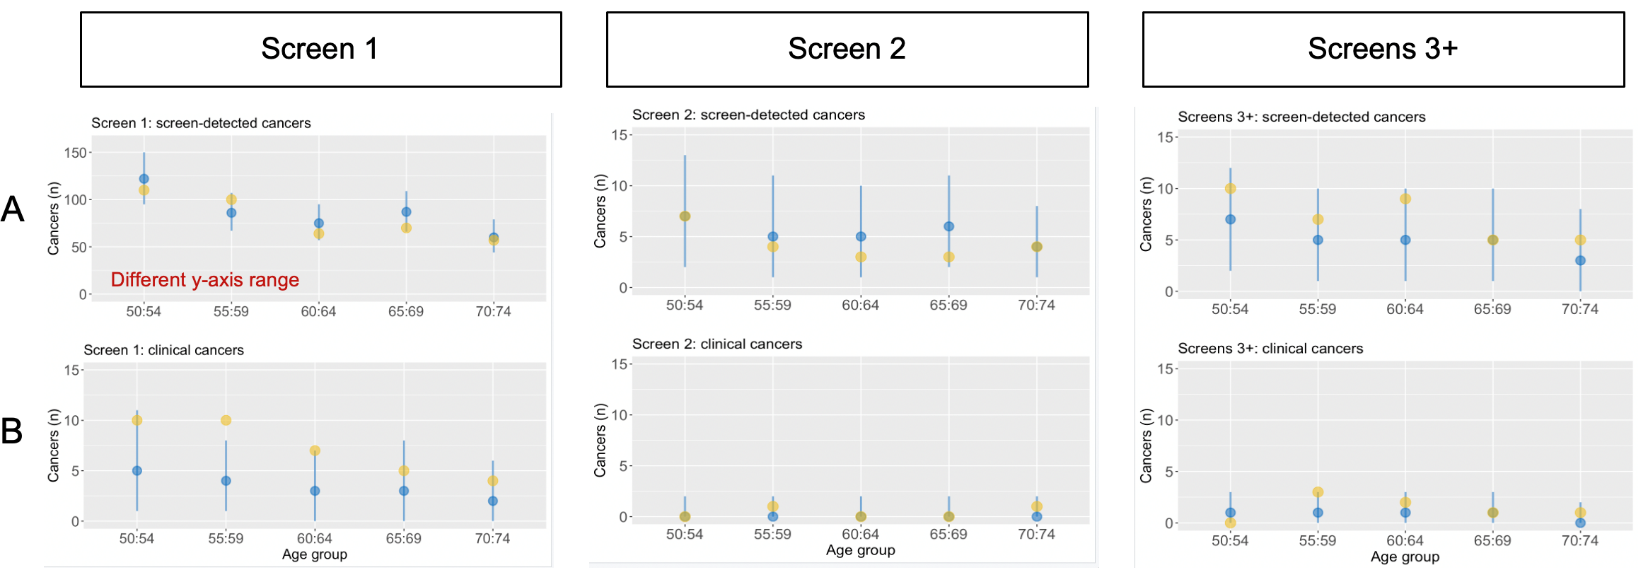 Screen 1
Screen 2
Screens 3+
A
Screen 1: screen-detected cancers
Cancers (n)
150
100
50
0
Different y-axis range
50:54 55:59 60:64 65:69 70:74
Screen 2: screen-detected cancers
Cancers (n)
15
10
5
0
50:54 55:59 60:64 65:69 70:74
Screens 3+: screen-detected cancers
Cancers (n)
15
10
5
0
50:54 55:59 60:64 65:69 70:74
B
Screen 1: clinical cancers
Cancers (n)
15
10
5
0
50:54 55:59 60:64 65:69 70:74
Age group
Screen 2: clinical cancers
Cancers (n)
15
10
5
0
50:54 55:59 60:64 65:69 70:74
Age group
Screens 3+: clinical cancers
Cancers (n)
15
10
5
0
50:54 55:59 60:64 65:69 70:74
Age group